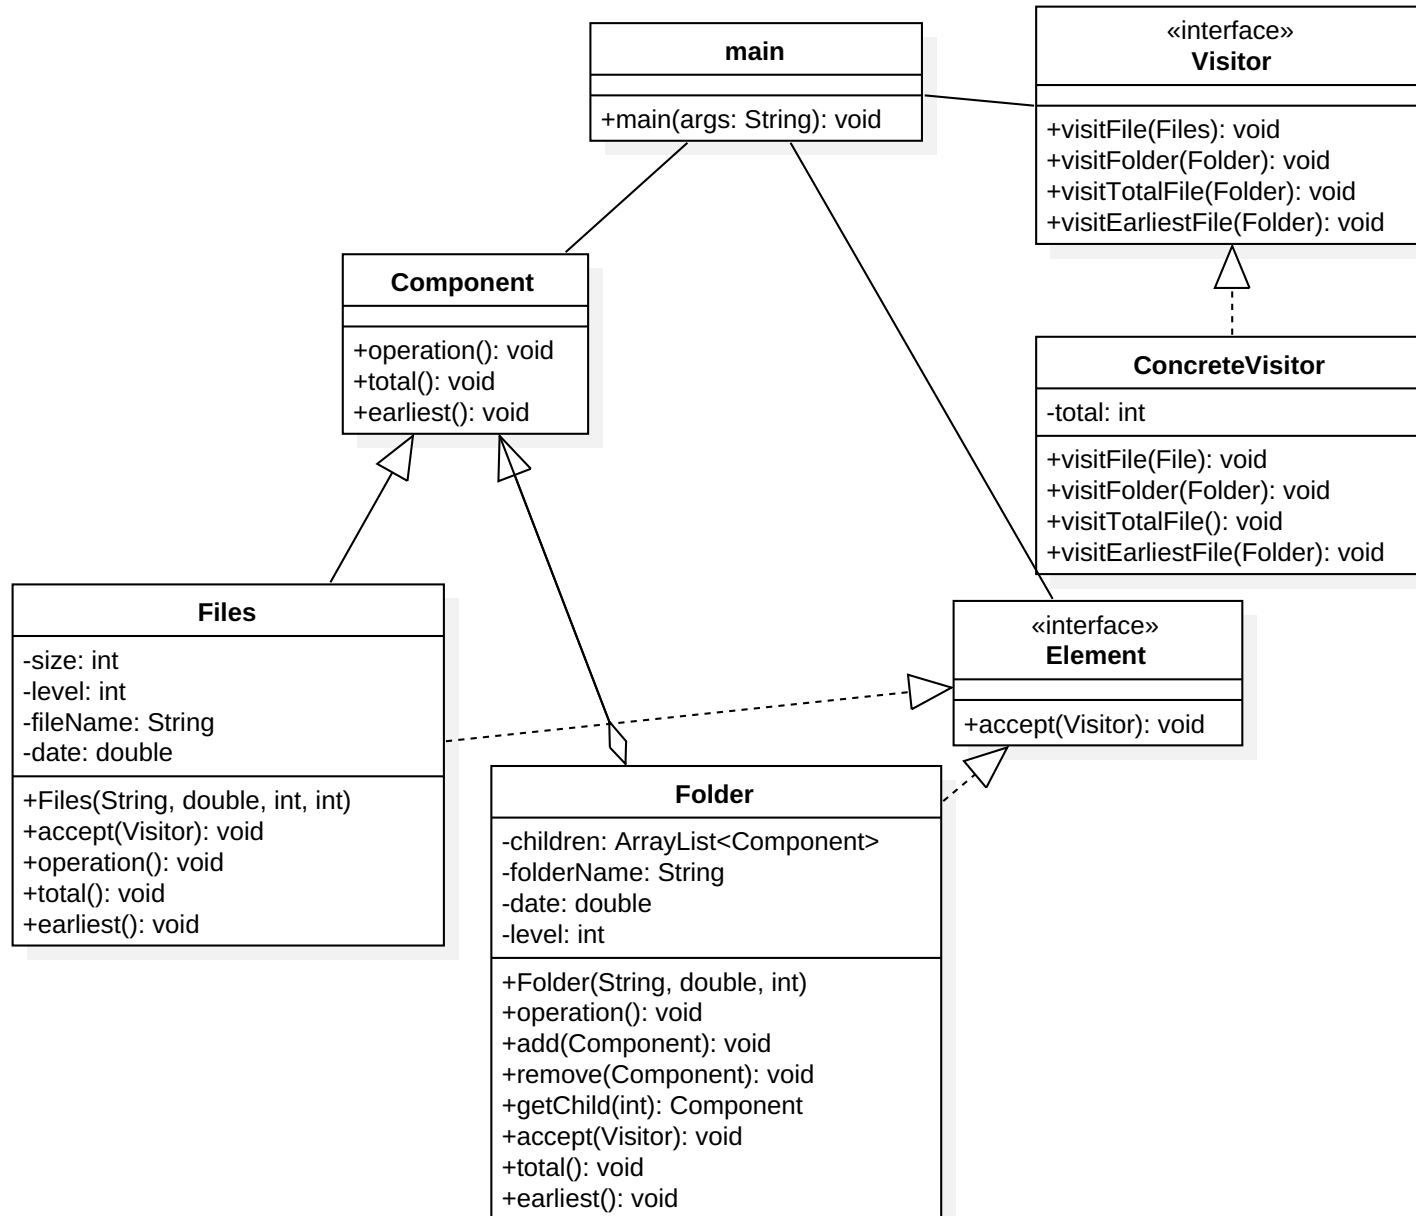 main
+main(args: String): void
«interface»
Visitor
+visitFile(Files): void
+visitFolder(Folder): void
+visitTotalFile(Folder): void
+visitEarliestFile(Folder): void
Component
+operation(): void
+total(): void
+earliest(): void
ConcreteVisitor
-total: int
+visitFile(File): void
+visitFolder(Folder): void
+visitTotalFile(): void
+visitEarliestFile(Folder): void
Files
-size: int
-level: int
-fileName: String
-date: double
+Files(String, double, int, int)
+accept(Visitor): void
+operation(): void
+total(): void
+earliest(): void
«interface»
Element
+accept(Visitor): void
Folder
-children: ArrayList<Component>
-folderName: String
-date: double
-level: int
+Folder(String, double, int)
+operation(): void
+add(Component): void
+remove(Component): void
+getChild(int): Component
+accept(Visitor): void
+total(): void
+earliest(): void